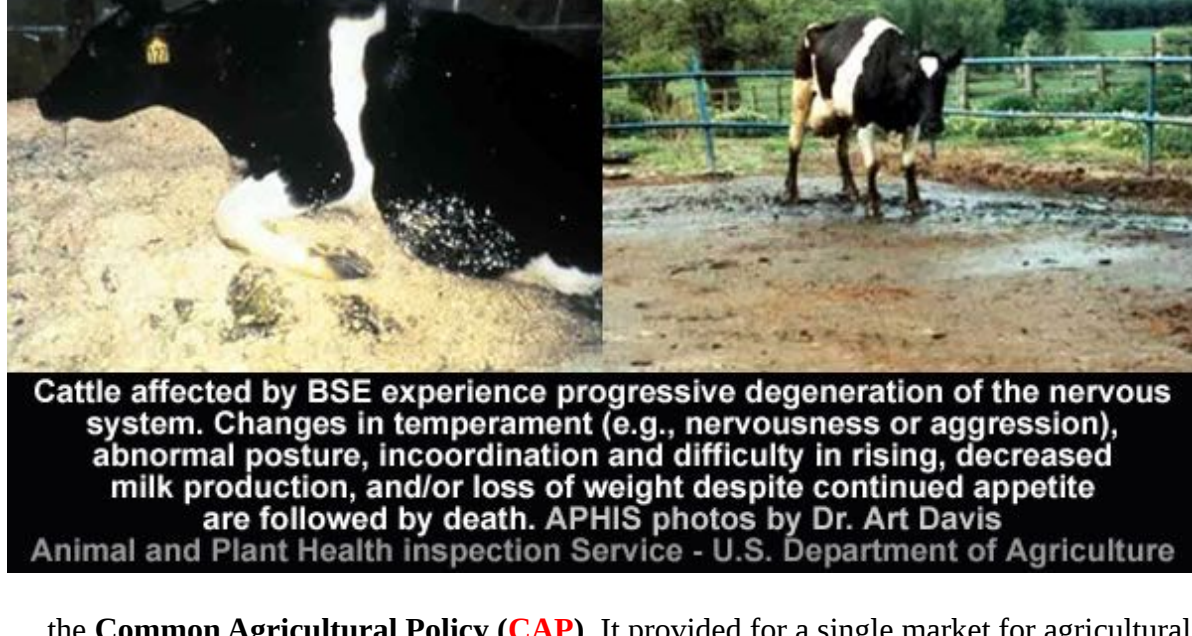 Cattle affected by BSE experience progressive degeneration of the nervous
system. Changes in temperament (e.g., nervousness or aggression),
abnormal posture, incoordination and difficulty in rising, decreased
milk production, and/or loss of weight despite continued appetite
are followed by death. APHIS photos by Dr. Art Davis
Animal and Plant Health inspection Service - U.S. Department of Agriculture
the Common Agricultural Policy (CAP). It provided for a single market for agricultural